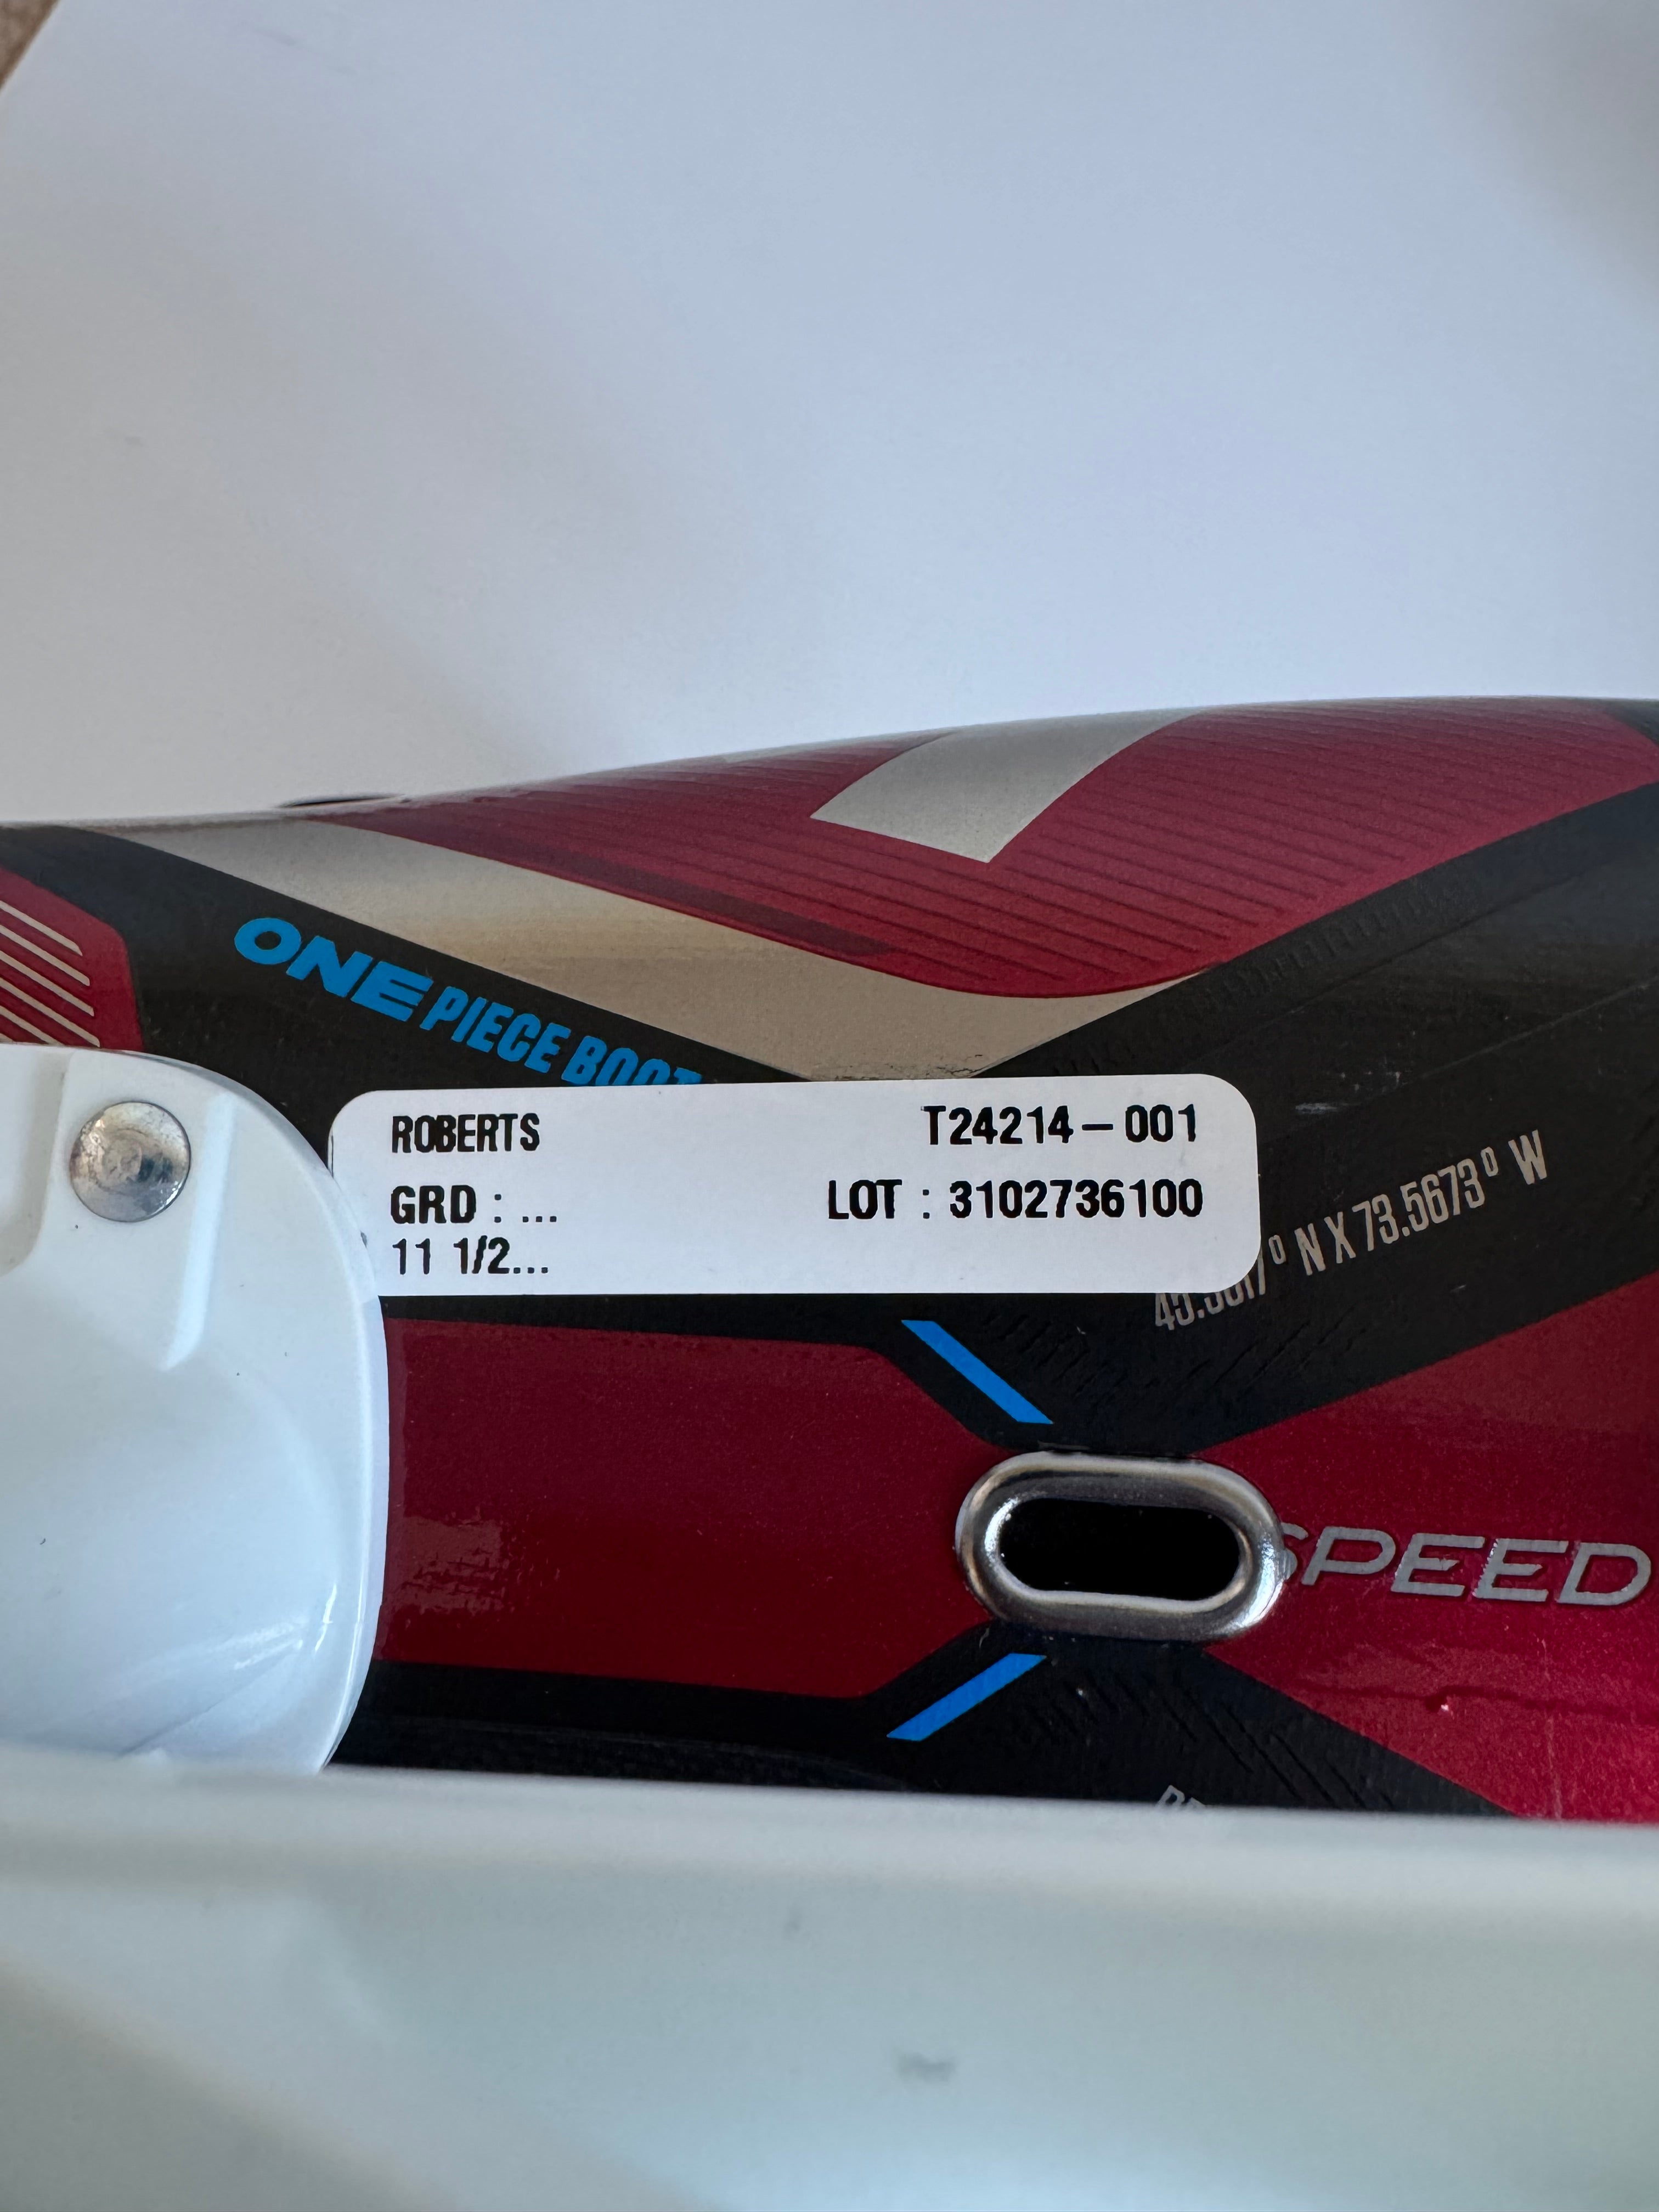 ONE PIECE BOOT
ROBERTS T24214-001
GRD : ... LOT : 3102736100
11 1/2...
N X 73.5673° W
SPEED